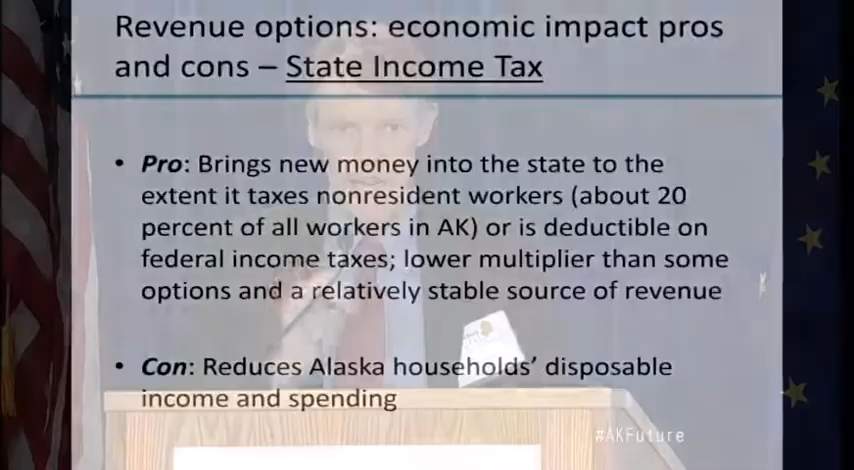 Revenue options: economic impact pros
and cons – State Income Tax
• Pro: Brings new money into the state to the
extent it taxes nonresident workers (about 20
percent of all workers in AK) or is deductible on
federal income taxes; lower multiplier than some
options and a relatively stable source of revenue
• Con: Reduces Alaska households’ disposable
income and spending
#AKFuture